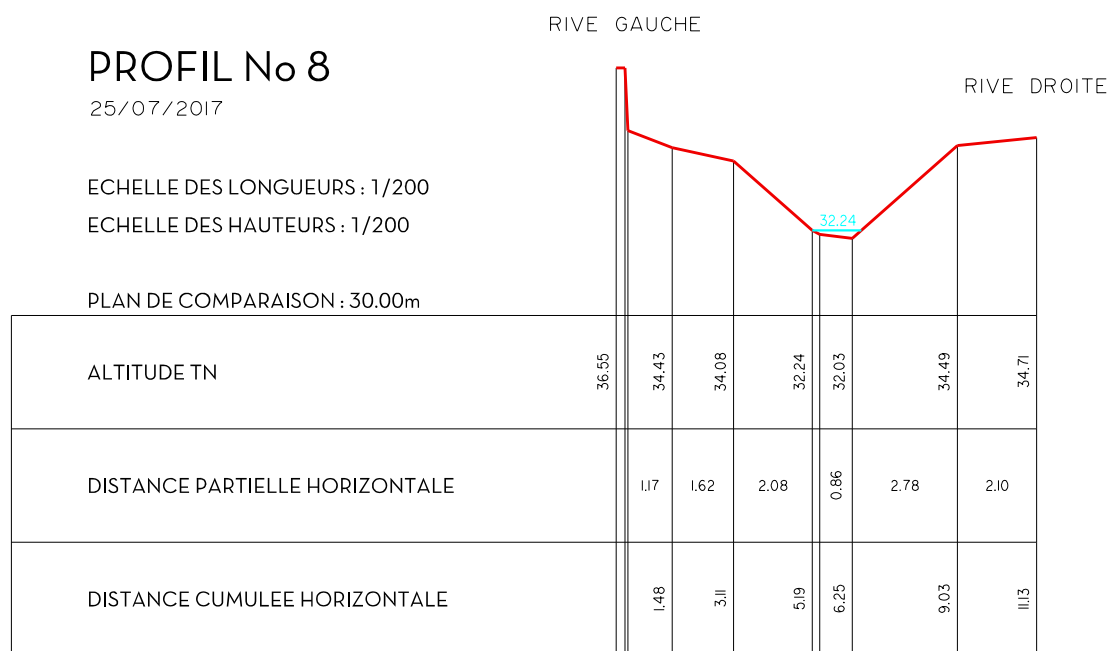 RIVE GAUCHE
PROFIL No 8
25/07/2017
RIVE DROITE
ECHELLE DES LONGUEURS : 1/200
ECHELLE DES HAUTEURS : 1/200
32.24
PLAN DE COMPARAISON : 30.00m
ALTITUDE TN 36.55 34.43 34.08 32.24 32.03 34.49 34.71
DISTANCE PARTIELLE HORIZONTALE 1.17 1.62 2.08 0.86 2.78 2.10
DISTANCE CUMULEE HORIZONTALE 1.48 3.11 5.19 6.25 9.03 11.13